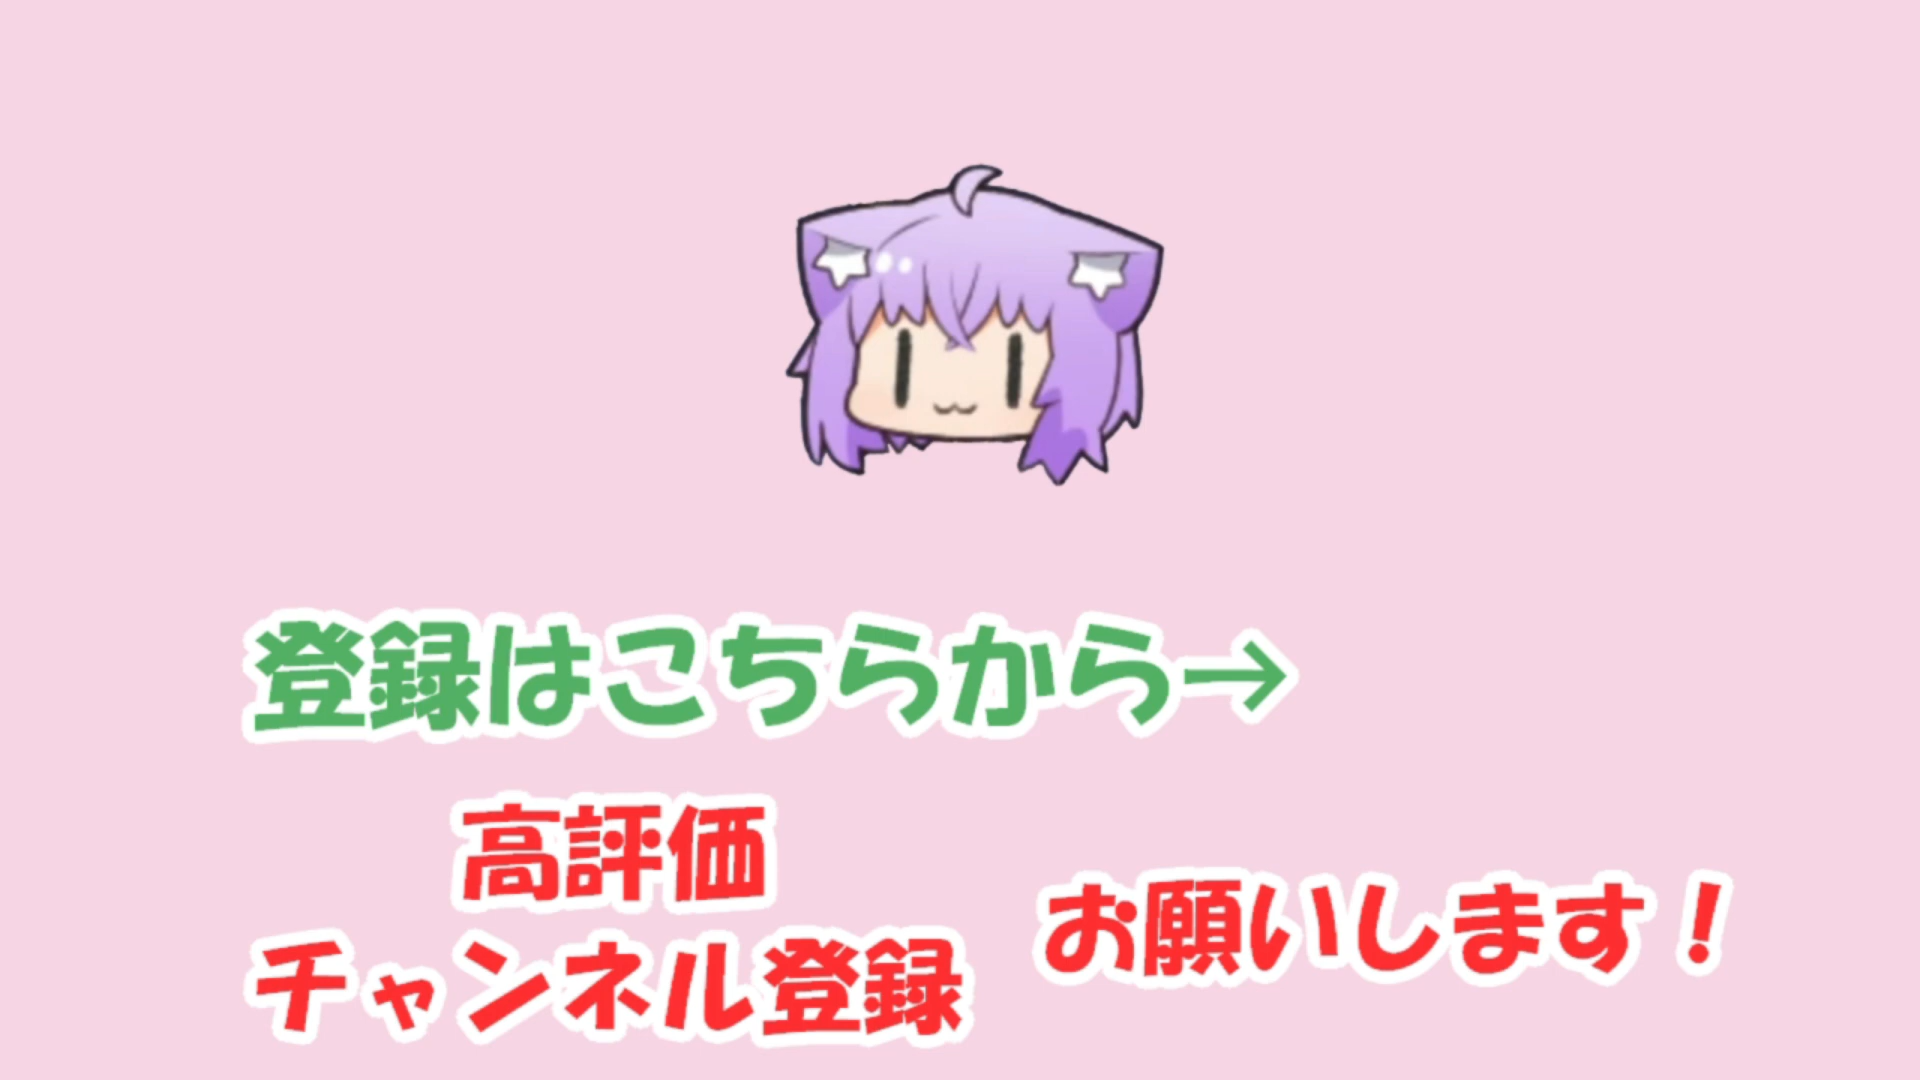 登録はこちらから→
高評価
チャンネル登録
お願いします！